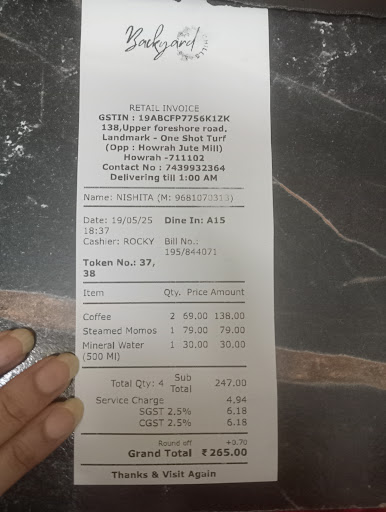 Backyard
CHILLS
RETAIL INVOICE
GSTIN : 19ABCFP7756K1ZK
138,Upper foreshore road,
Landmark - One Shot Turf
(Opp : Howrah Jute Mill)
Howrah -711102
Contact No : 7439932364
Delivering till 1:00 AM
Name: NISHITA (M: 9681070313)
Date: 19/05/25 Dine In: A15
18:37
Cashier: ROCKY Bill No.:
195/844071
Token No.: 37,
38
Item Qty. Price Amount
Coffee 2 69.00 138.00
Steamed Momos 1 79.00 79.00
Mineral Water 1 30.00 30.00
(500 Ml)
Total Qty: 4 Sub Total 247.00
Service Charge 4.94
SGST 2.5% 6.18
CGST 2.5% 6.18
Round off +0.70
Grand Total ₹ 265.00
Thanks & Visit Again